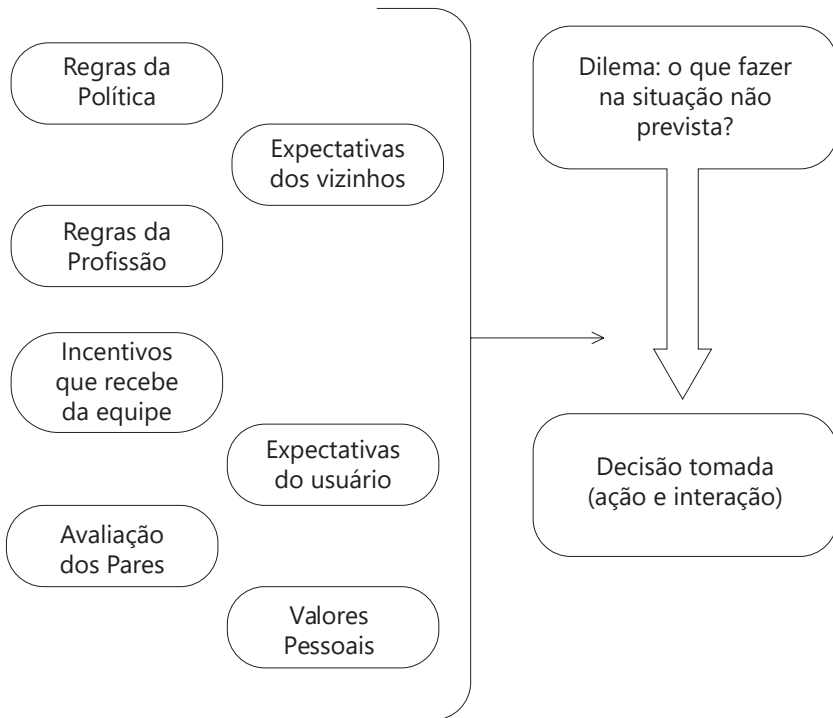 Regras da
Política
Expectativas
dos vizinhos
Regras da
Profissão
Incentivos
que recebe
da equipe
Expectativas
do usuário
Avaliação
dos Pares
Valores
Pessoais
Dilema: o que fazer
na situação não
prevista?
Decisão tomada
(ação e interação)